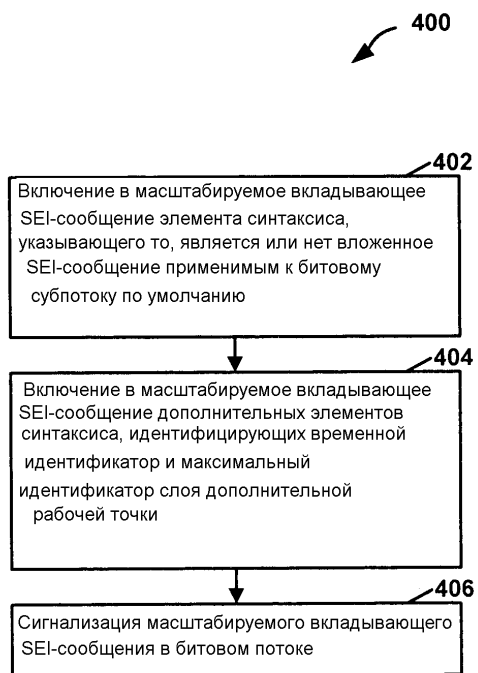 400
402
Включение в масштабируемое вкладывающее
SEI-сообщение элемента синтаксиса,
указывающего то, является или нет вложенное
SEI-сообщение применимым к битовому
субпотоку по умолчанию
404
Включение в масштабируемое вкладывающее
SEI-сообщение дополнительных элементов
синтаксиса, идентифицирующих временной
идентификатор и максимальный
идентификатор слоя дополнительной
рабочей точки
406
Сигнализация масштабируемого вкладывающего
SEI-сообщения в битовом потоке